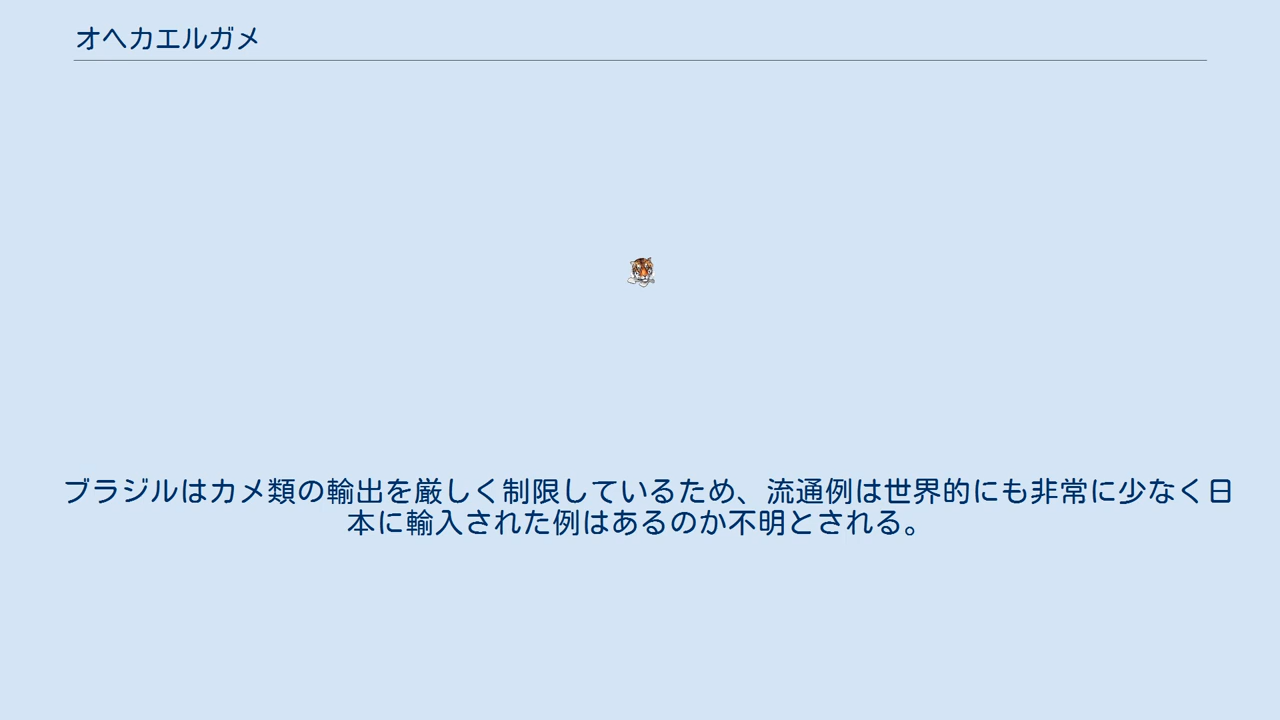 オヘカエルガメ
ブラジルはカメ類の輸出を厳しく制限しているため、流通例は世界的にも非常に少なく日
本に輸入された例はあるのか不明とされる。